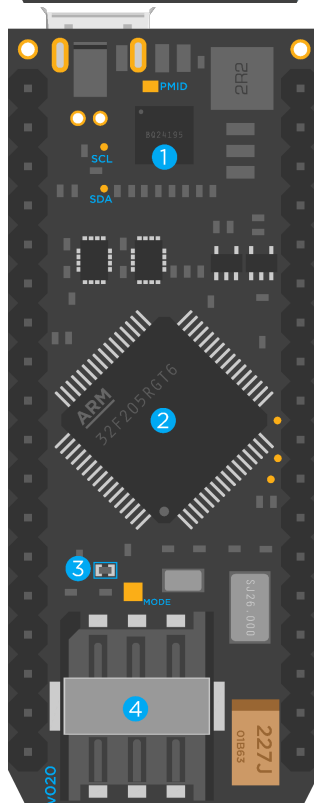 2R2
PMID
BQ24195
1
SCL
SDA
ARM
32F205RGT6
2
3
MODE
SJ26.000
4
227J
01B63
v020